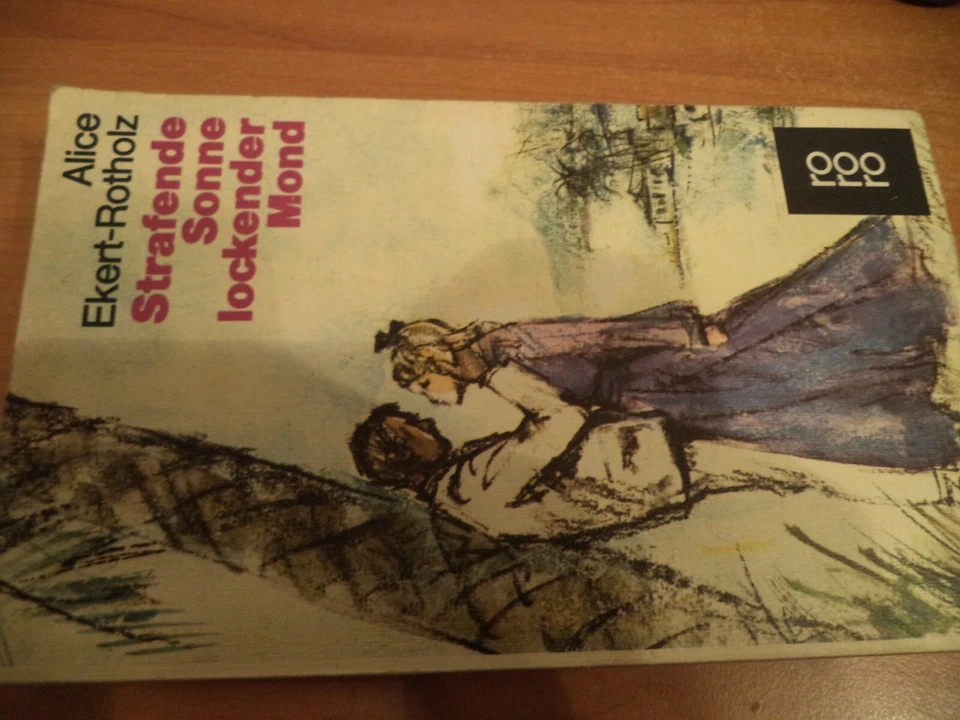 Alice
Ekert-Rotholz
Strafende
Sonne
lockender
Mond
ro
ro
ro